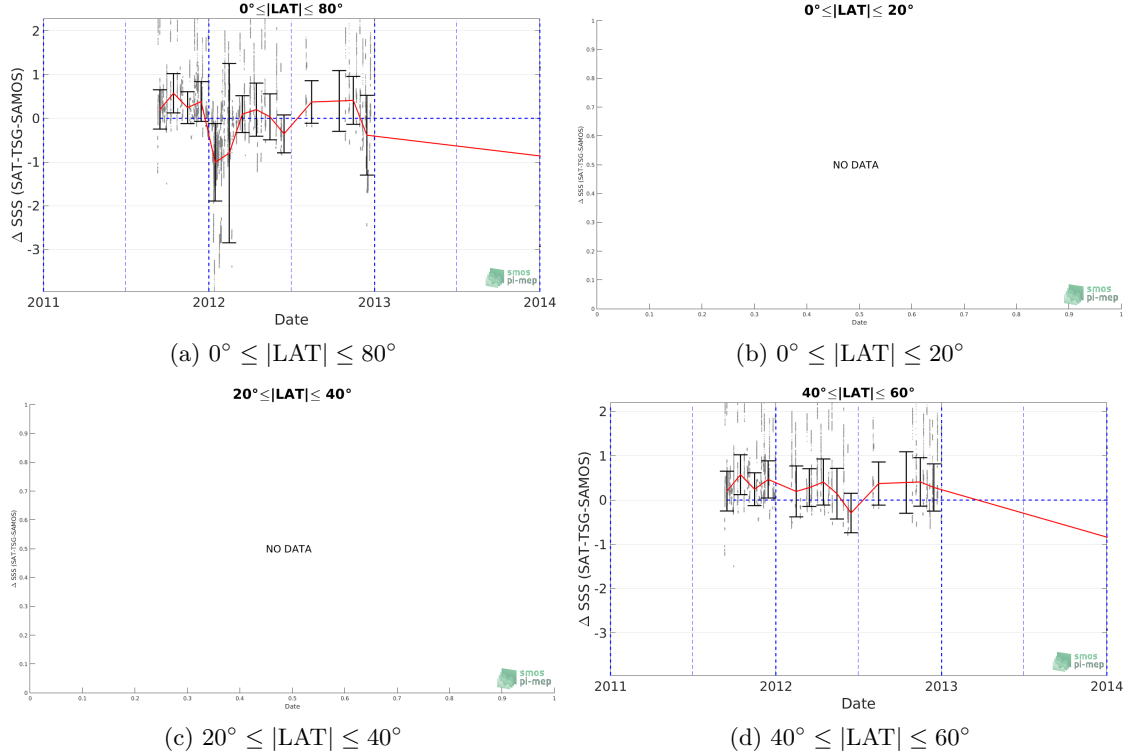 0°≤|LAT|≤ 80°
2
1
0
-1
-2
-3
Δ SSS (SAT-TSG-SAMOS)
2011
2012
2013
2014
Date
smos
pi-mep
(a) 0° ≤ |LAT| ≤ 80°
0°≤|LAT|≤ 20°
1
0.9
0.8
0.7
0.6
0.5
0.4
0.3
0.2
0.1
0
Δ SSS (SAT-TSG-SAMOS)
NO DATA
0
0.1
0.2
0.3
0.4
0.5
0.6
0.7
0.8
0.9
1
Date
smos
pi-mep
(b) 0° ≤ |LAT| ≤ 20°
20°≤|LAT|≤ 40°
1
0.9
0.8
0.7
0.6
0.5
0.4
0.3
0.2
0.1
0
Δ SSS (SAT-TSG-SAMOS)
NO DATA
0
0.1
0.2
0.3
0.4
0.5
0.6
0.7
0.8
0.9
1
Date
smos
pi-mep
(c) 20° ≤ |LAT| ≤ 40°
40°≤|LAT|≤ 60°
2
1
0
-1
-2
-3
Δ SSS (SAT-TSG-SAMOS)
2011
2012
2013
2014
Date
smos
pi-mep
(d) 40° ≤ |LAT| ≤ 60°